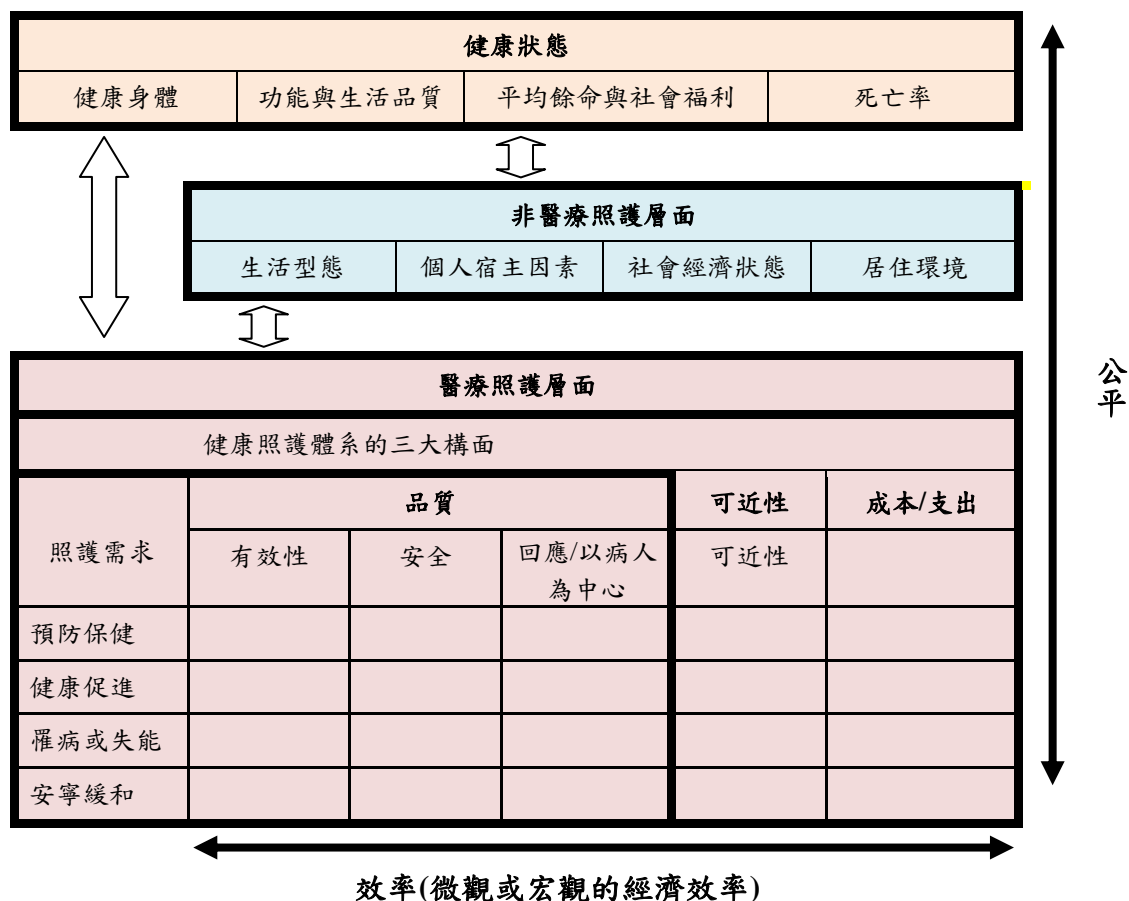 健康狀態
健康身體 功能與生活品質 平均餘命與社會福利 死亡率
非醫療照護層面
生活型態 個人宿主因素 社會經濟狀態 居住環境
醫療照護層面
健康照護體系的三大構面
照護需求 品質 可近性 成本/支出
有效性 安全 回應/以病人 可近性
為中心
預防保健
健康促進
罹病或失能
安寧緩和
公平
效率(微觀或宏觀的經濟效率)